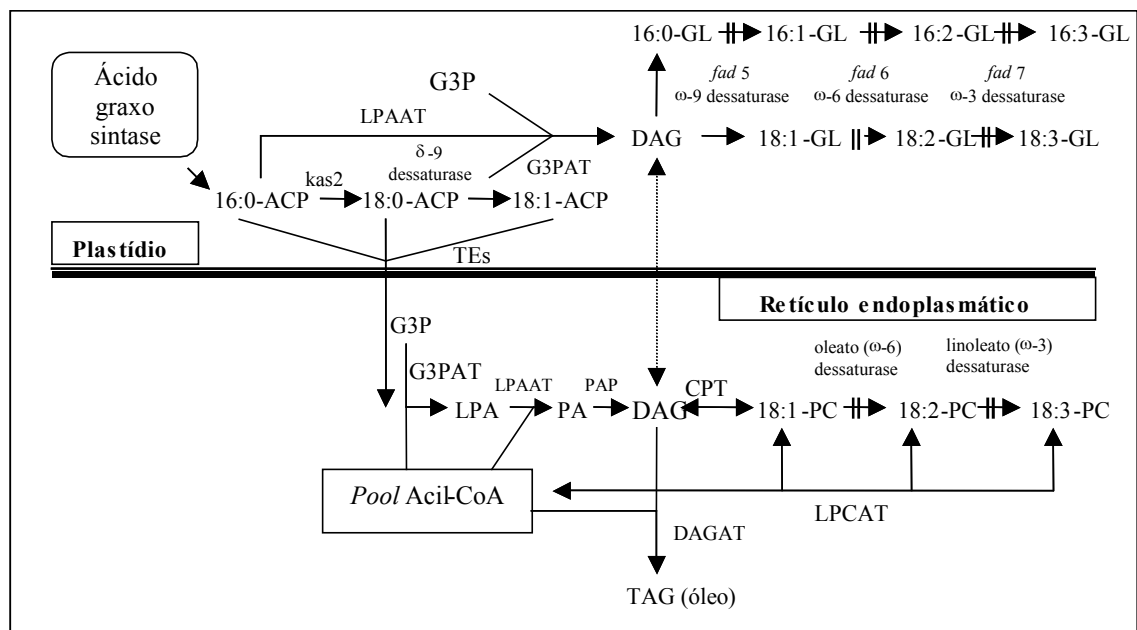 16:0-GL 16:1-GL 16:2-GL 16:3-GL
Ácido
graxo
sintase
G3P
fad 5 fad 6 fad 7
ω-9 dessaturase ω-6 dessaturase ω-3 dessaturase
LPAAT
DAG 18:1-GL 18:2-GL 18:3-GL
δ-9
dessaturase
G3PAT
kas2
16:0-ACP 18:0-ACP 18:1-ACP
Plastídio
TEs
Retículo endoplasmático
G3P
oleato (ω-6)
dessaturase
linoleato (ω-3)
dessaturase
G3PAT LPAAT PAP CPT
LPA PA DAG 18:1-PC 18:2-PC 18:3-PC
Pool Acil-CoA
LPCAT
DAGAT
TAG (óleo)